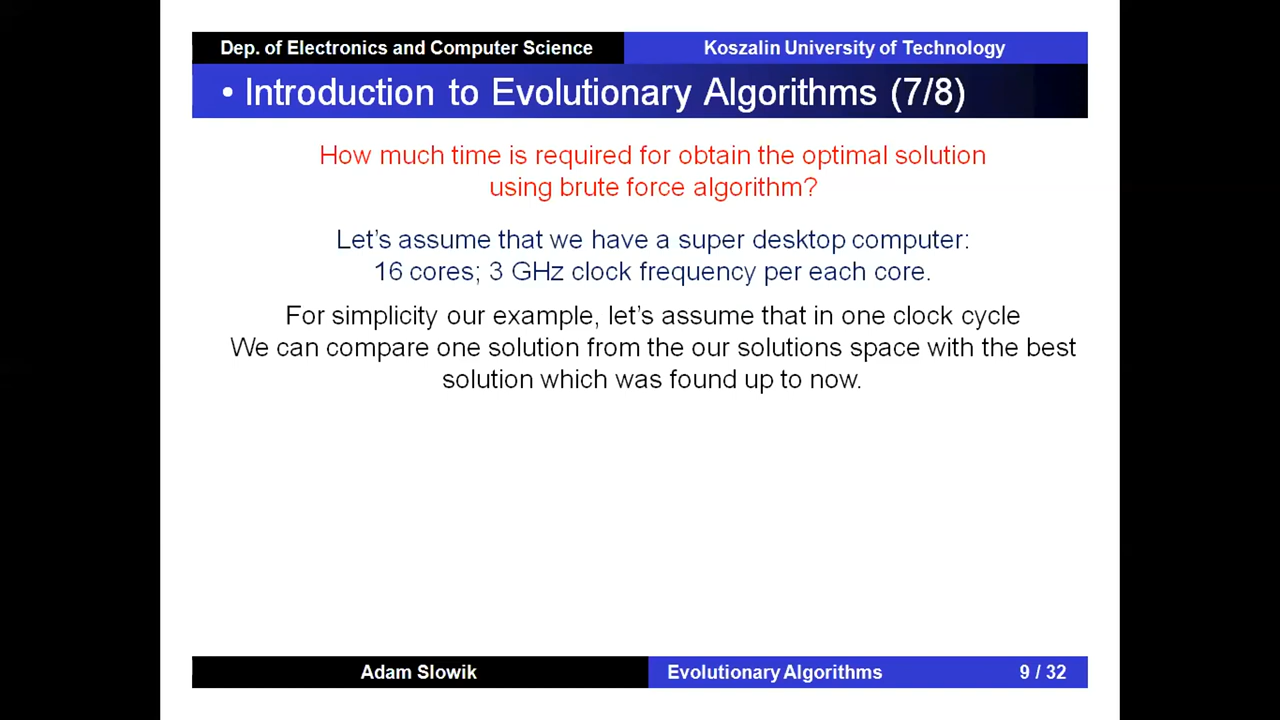 Dep. of Electronics and Computer Science
Koszalin University of Technology
• Introduction to Evolutionary Algorithms (7/8)
How much time is required for obtain the optimal solution
using brute force algorithm?
Let's assume that we have a super desktop computer:
16 cores; 3 GHz clock frequency per each core.
For simplicity our example, let's assume that in one clock cycle
We can compare one solution from the our solutions space with the best
solution which was found up to now.
Adam Slowik
Evolutionary Algorithms
9 / 32